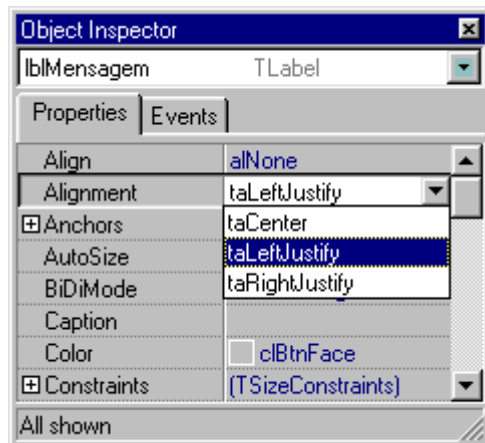 Object Inspector
lblMensagem TLabel
Properties Events
Align alNone
Alignment taLeftJustify
Anchors taCenter
AutoSize taLeftJustify
BiDiMode taRightJustify
Caption
Color clBtnFace
Constraints (TSizeConstraints)
All shown